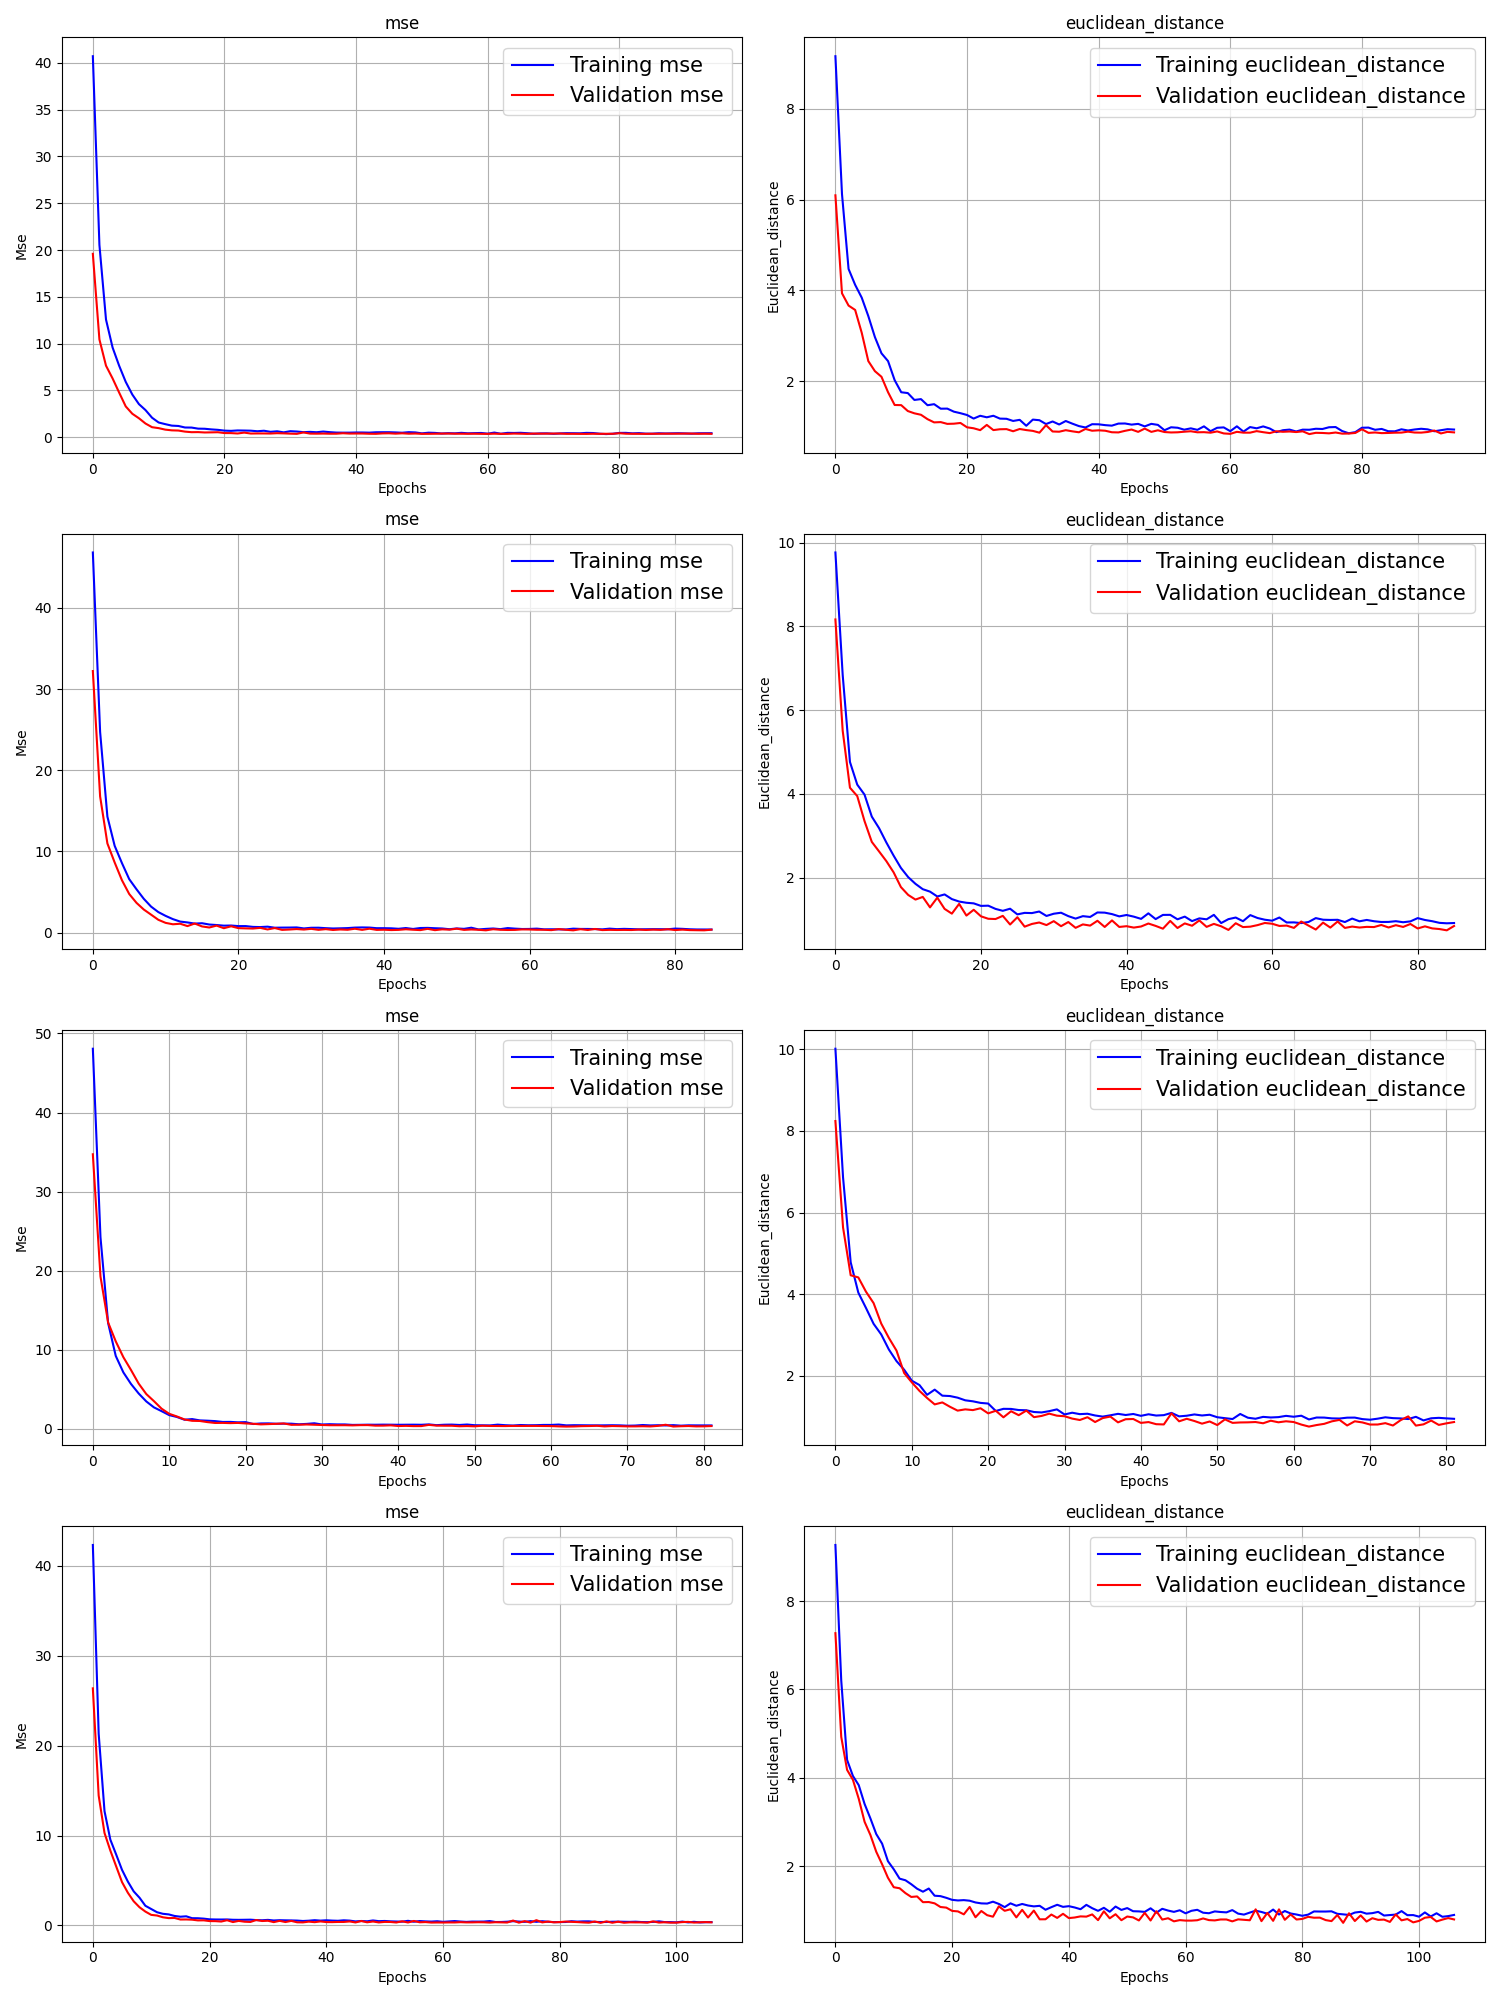 mse
40
35
30
25
20
15
10
5
0
Mse
Training mse
Validation mse
0 20 40 60 80
Epochs
euclidean_distance
8
6
4
2
Euclidean_distance
Training euclidean_distance
Validation euclidean_distance
0 20 40 60 80
Epochs
mse
40
30
20
10
0
Mse
Training mse
Validation mse
0 20 40 60 80
Epochs
euclidean_distance
10
8
6
4
2
Euclidean_distance
Training euclidean_distance
Validation euclidean_distance
0 20 40 60 80
Epochs
mse
50
40
30
20
10
0
Mse
Training mse
Validation mse
0 10 20 30 40 50 60 70 80
Epochs
euclidean_distance
10
8
6
4
2
Euclidean_distance
Training euclidean_distance
Validation euclidean_distance
0 10 20 30 40 50 60 70 80
Epochs
mse
40
30
20
10
0
Mse
Training mse
Validation mse
0 20 40 60 80 100
Epochs
euclidean_distance
8
6
4
2
Euclidean_distance
Training euclidean_distance
Validation euclidean_distance
0 20 40 60 80 100
Epochs